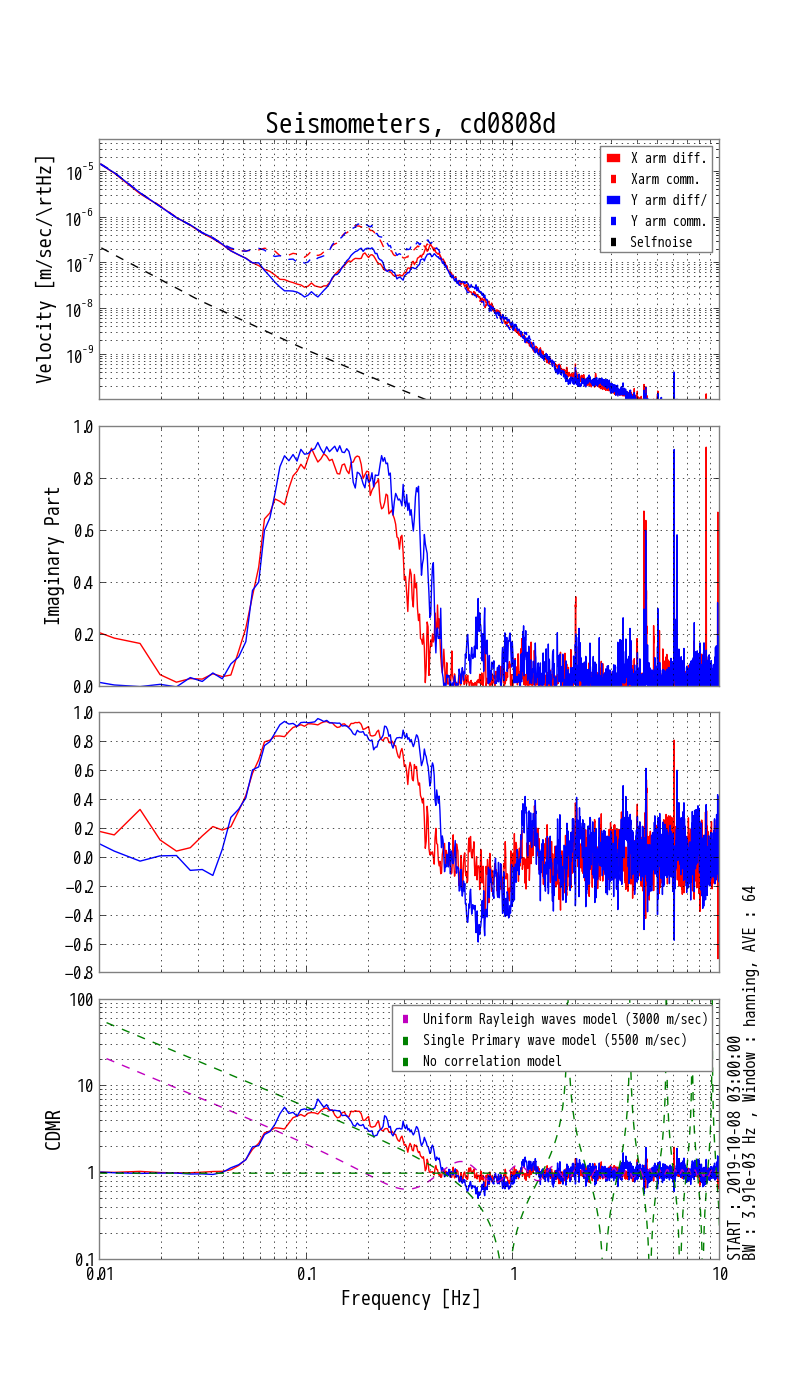 Seismometers, cd0808d
Velocity [m/sec/\rtHz]
10^-5
10^-6
10^-7
10^-8
10^-9
X arm diff.
Xarm comm.
Y arm diff/
Y arm comm.
Selfnoise
Imaginary Part
1.0
0.8
0.6
0.4
0.2
0.0
1.0
0.8
0.6
0.4
0.2
0.0
−0.2
−0.4
−0.6
−0.8
CDMR
100
10
1
0.1
Uniform Rayleigh waves model (3000 m/sec)
Single Primary wave model (5500 m/sec)
No correlation model
0.01
0.1
1
10
Frequency [Hz]
START : 2019-10-08 03:00:00
BW : 3.91e-03 Hz , Window : hanning, AVE : 64